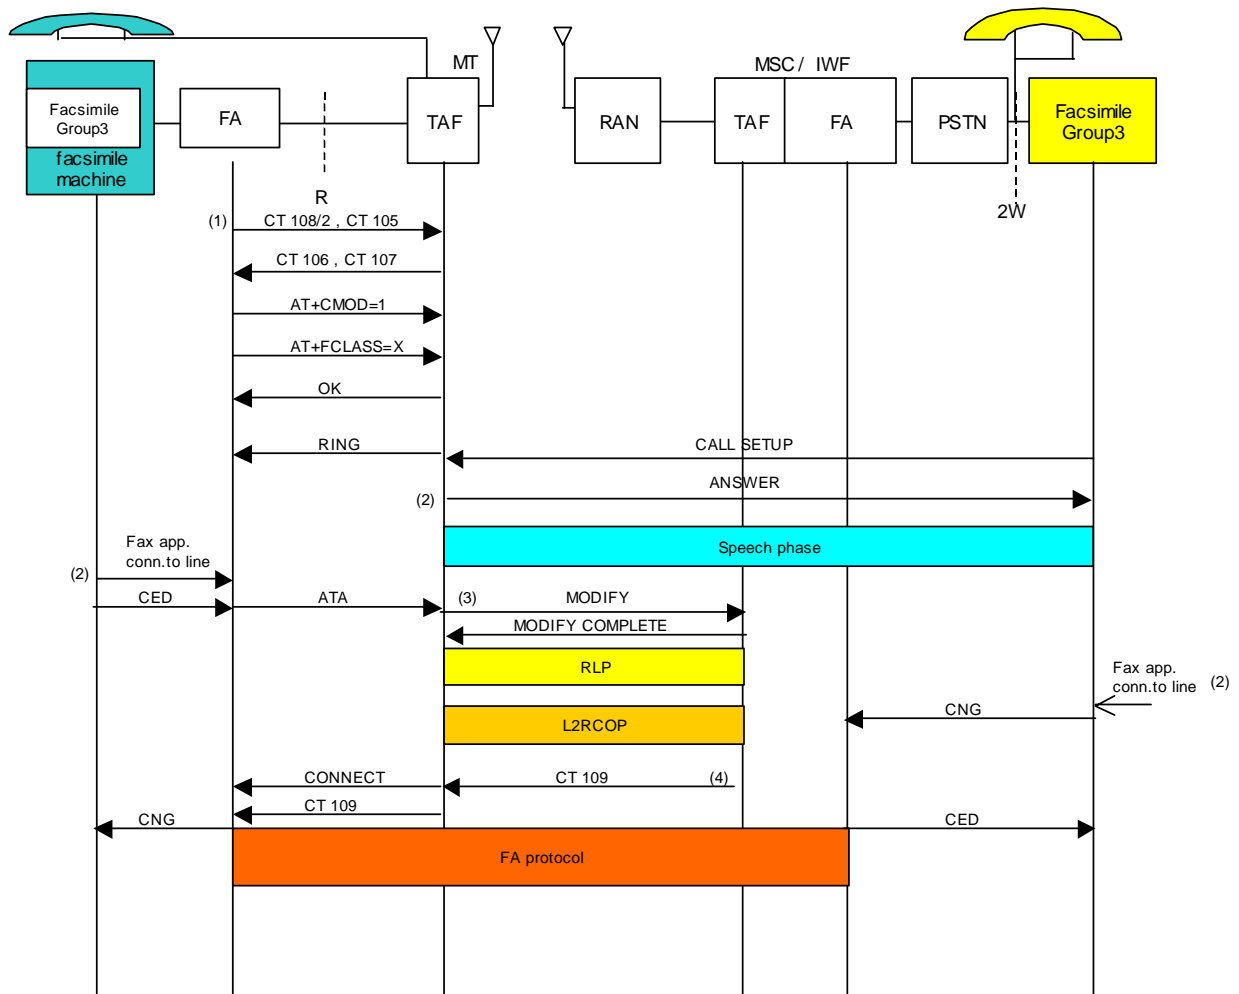 MT
MSC / IWF
Facsimile
Group3
facsimile
machine
FA
TAF
RAN
TAF
FA
PSTN
Facsimile
Group3
R
2W
(1) CT 108/2 , CT 105
CT 106 , CT 107
AT+CMOD=1
AT+FCLASS=X
OK
RING
CALL SETUP
(2) ANSWER
Speech phase
Fax app.
conn.to line
(2)
CED
ATA
(3) MODIFY
MODIFY COMPLETE
RLP
Fax app.
conn.to line (2)
CNG
L2RCOP
CONNECT
CT 109 (4)
CT 109
CNG
CED
FA protocol